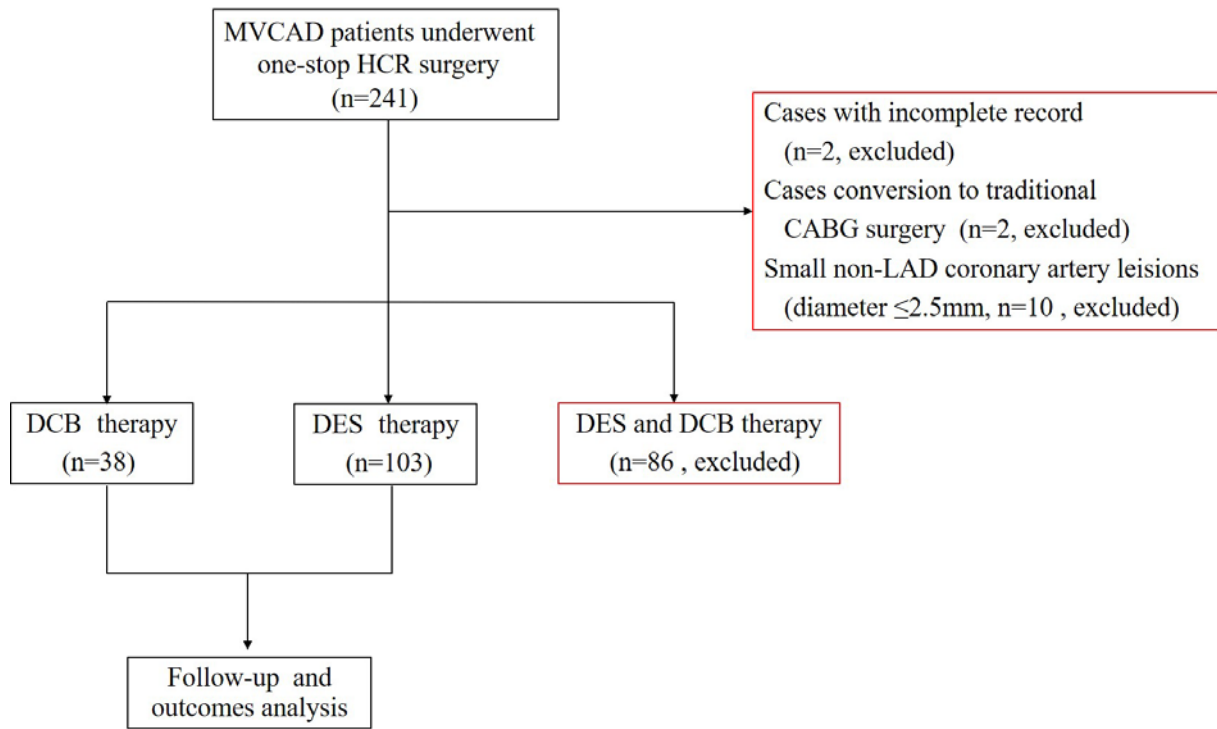 MVCAD patients underwent
one-stop HCR surgery
(n=241)
Cases with incomplete record
(n=2, excluded)
Cases conversion to traditional
CABG surgery (n=2, excluded)
Small non-LAD coronary artery leisions
(diameter ≤2.5mm, n=10 , excluded)
DCB therapy
(n=38)
DES therapy
(n=103)
DES and DCB therapy
(n=86 , excluded)
Follow-up and
outcomes analysis